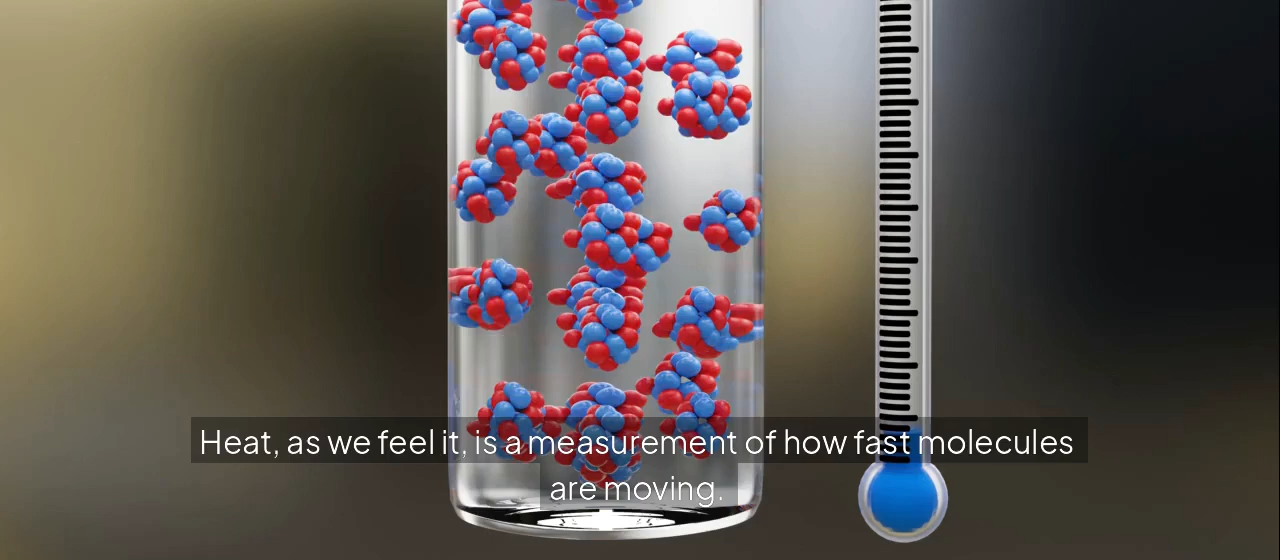 Heat, as we feel it, is a measurement of how fast molecules
are moving.